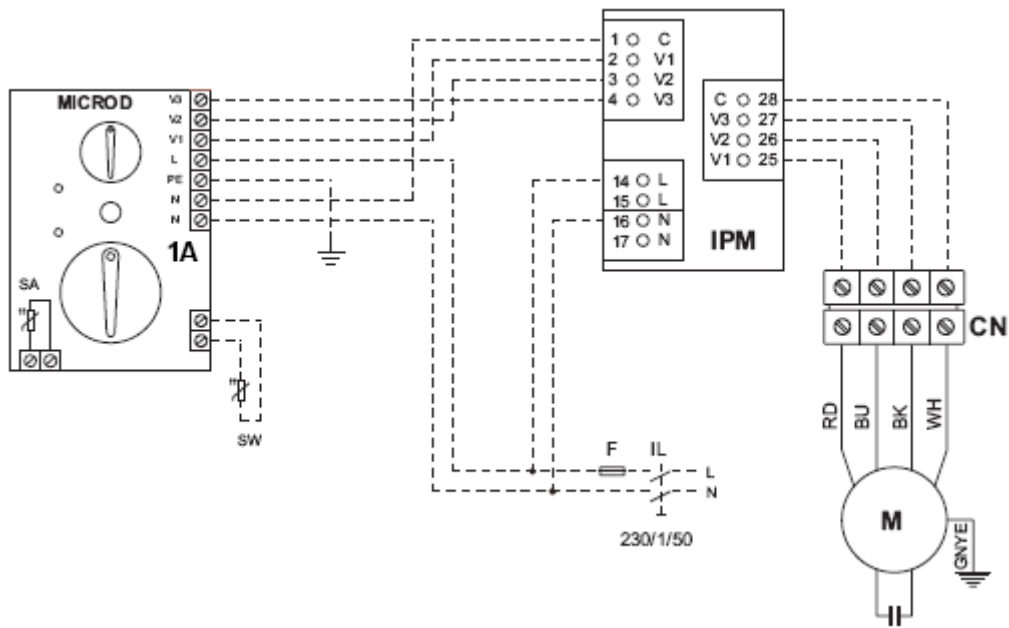 MICROD
V3
V2
V1
L
PE
N
N
1A
SA
SW
1 C
2 V1
3 V2
4 V3
C 28
V3 27
V2 26
V1 25
14 L
15 L
16 N
17 N
IPM
CN
RD
BU
BK
WH
F
IL
L
N
230/1/50
M
GNYE